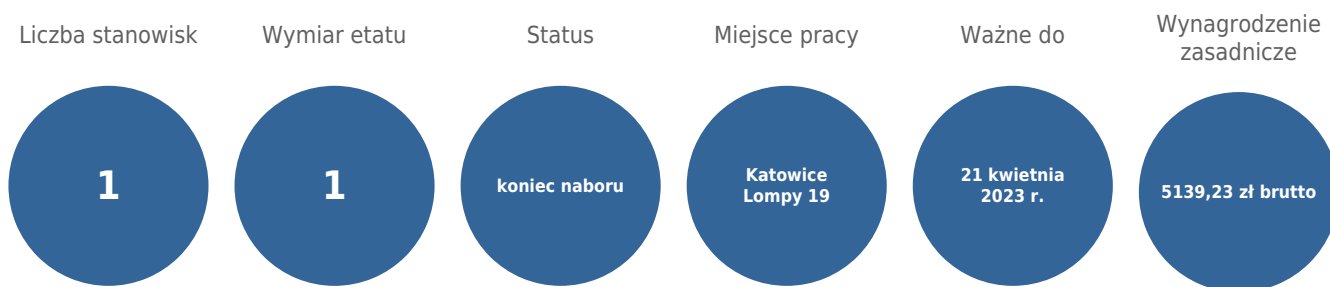 Liczba stanowisk
1
Wymiar etatu
1
Status
koniec naboru
Miejsce pracy
Katowice
Lompy 19
Ważne do
21 kwietnia
2023 r.
Wynagrodzenie
zasadnicze
5139,23 zł brutto